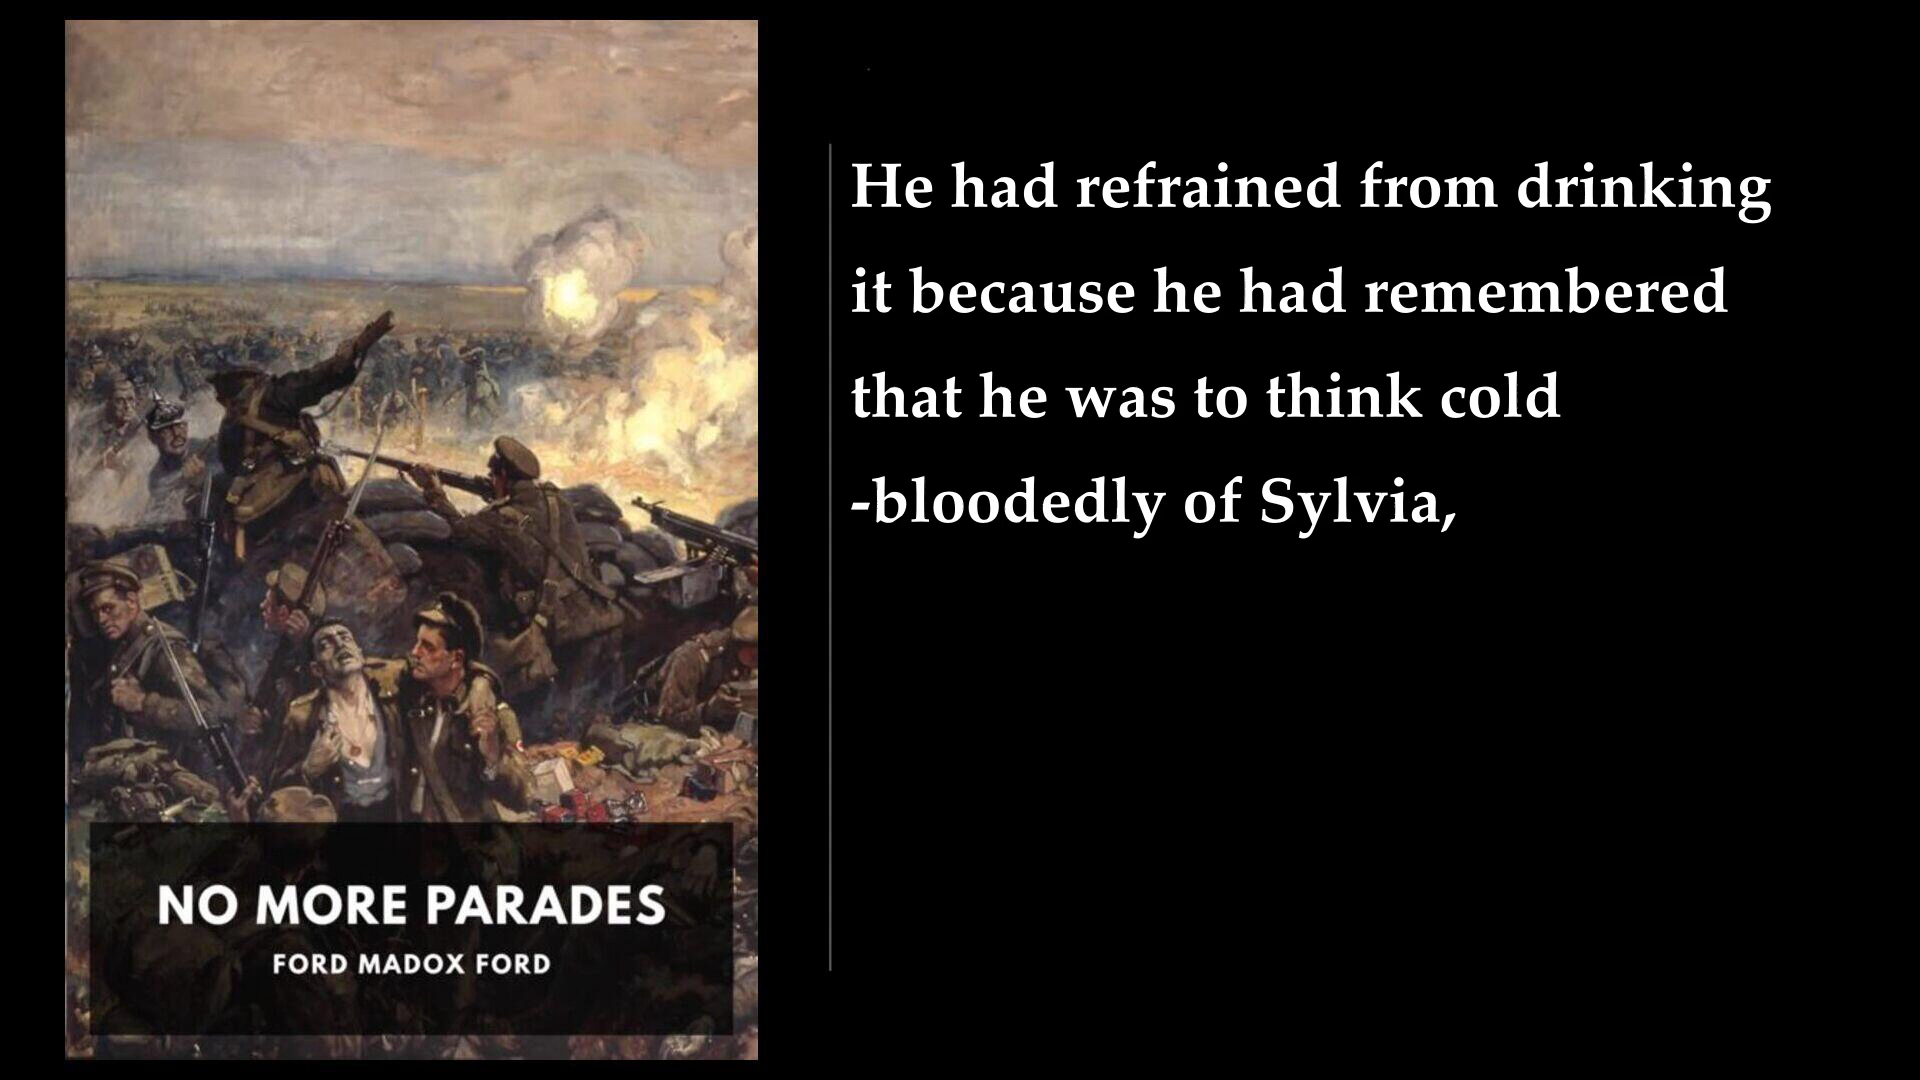 He had refrained from drinking
it because he had remembered
that he was to think cold
-bloodedly of Sylvia,
NO MORE PARADES
FORD MADOX FORD